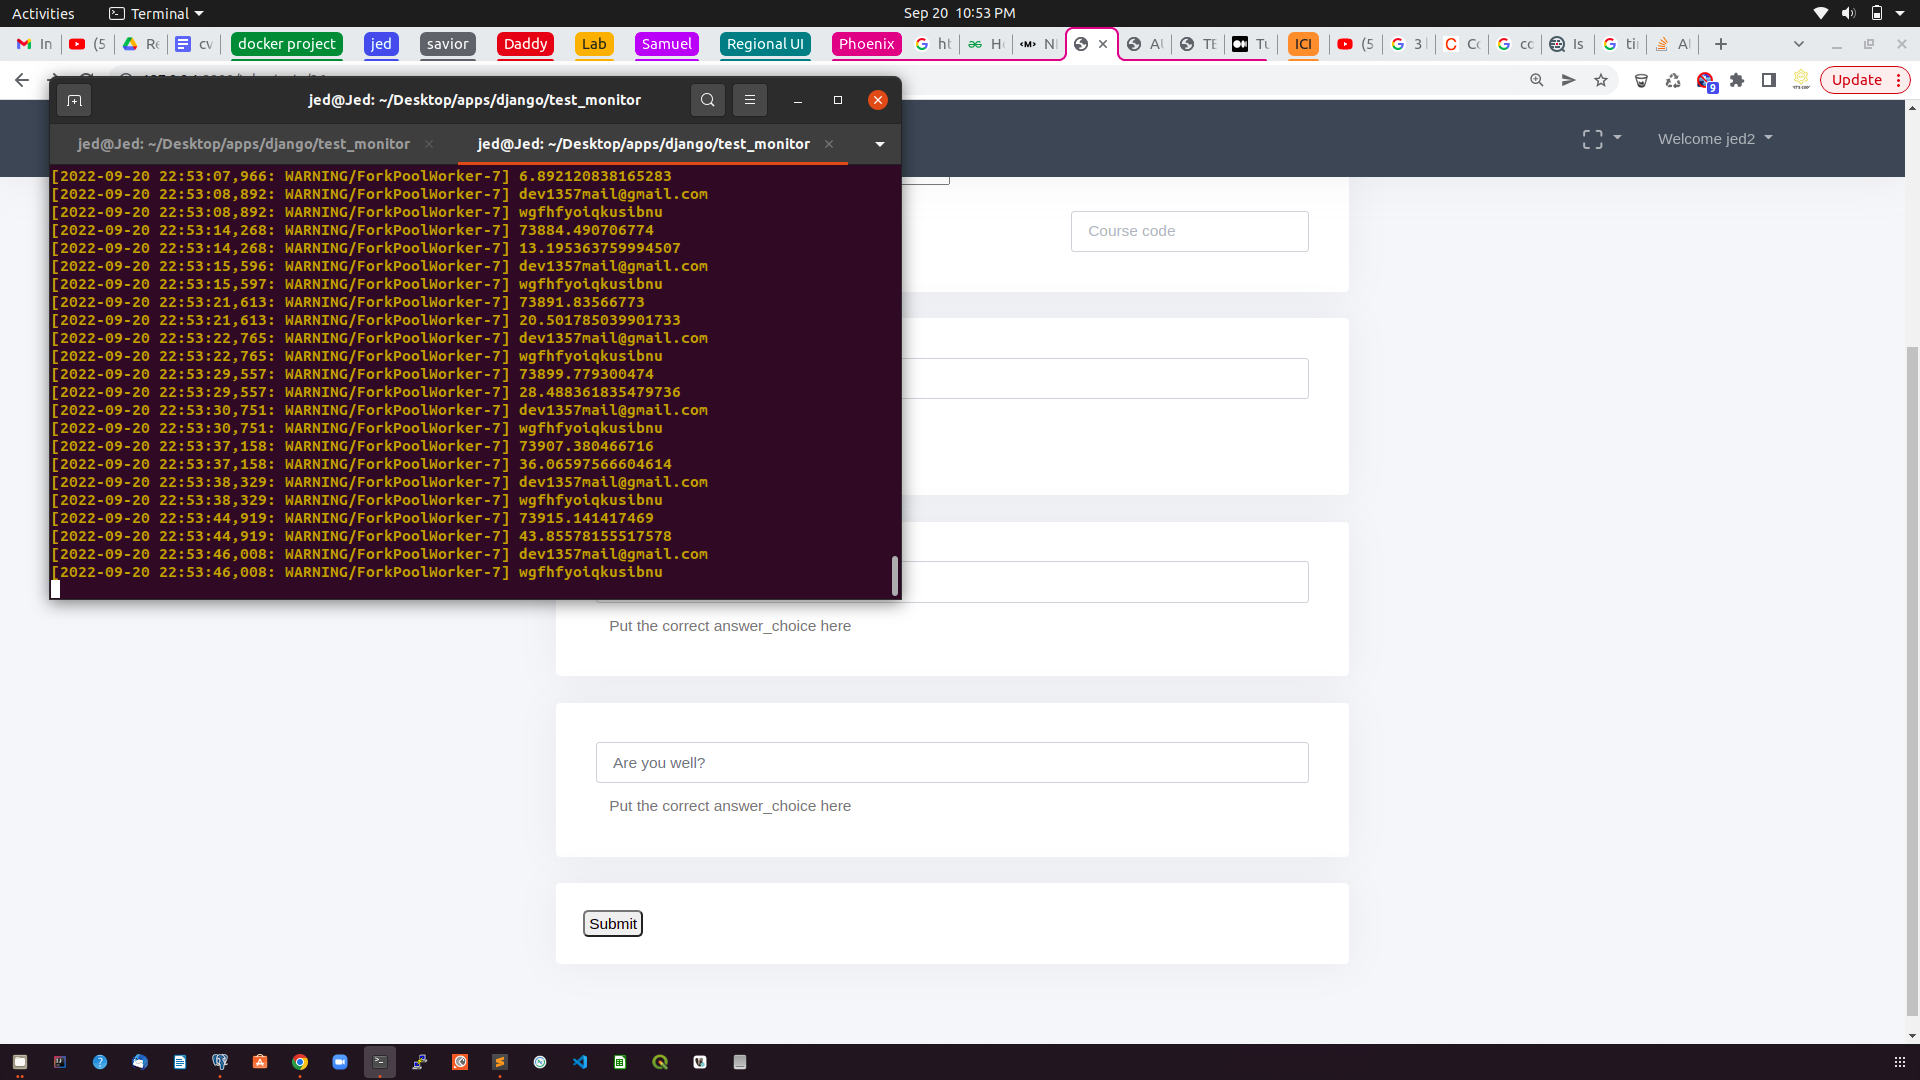 Activities
Terminal
Sep 20 10:53 PM
In
(5
Re
cv
docker project
jed
savior
Daddy
Lab
Samuel
Regional UI
Phoenix
ht
TE
Tu
ICI
(5
3
Is
9
Update
jed@Jed: ~/Desktop/apps/django/test_monitor
jed@Jed: ~/Desktop/apps/django/test_monitor
jed@Jed: ~/Desktop/apps/django/test_monitor
Welcome jed2
[2022-09-20 22:53:07,966: WARNING/ForkPoolWorker-7] 6.892120838165283
[2022-09-20 22:53:08,892: WARNING/ForkPoolWorker-7] dev1357mail@gmail.com
[2022-09-20 22:53:08,892: WARNING/ForkPoolWorker-7] wgfhfyoiqkusibnu
[2022-09-20 22:53:14,268: WARNING/ForkPoolWorker-7] 73884.490706774
[2022-09-20 22:53:14,268: WARNING/ForkPoolWorker-7] 13.195363759994507
[2022-09-20 22:53:15,596: WARNING/ForkPoolWorker-7] dev1357mail@gmail.com
[2022-09-20 22:53:15,597: WARNING/ForkPoolWorker-7] wgfhfyoiqkusibnu
[2022-09-20 22:53:21,613: WARNING/ForkPoolWorker-7] 73891.83566773
[2022-09-20 22:53:21,613: WARNING/ForkPoolWorker-7] 20.501785039901733
[2022-09-20 22:53:22,765: WARNING/ForkPoolWorker-7] dev1357mail@gmail.com
[2022-09-20 22:53:22,765: WARNING/ForkPoolWorker-7] wgfhfyoiqkusibnu
[2022-09-20 22:53:29,557: WARNING/ForkPoolWorker-7] 73899.779300474
[2022-09-20 22:53:29,557: WARNING/ForkPoolWorker-7] 28.488361835479736
[2022-09-20 22:53:30,751: WARNING/ForkPoolWorker-7] dev1357mail@gmail.com
[2022-09-20 22:53:30,751: WARNING/ForkPoolWorker-7] wgfhfyoiqkusibnu
[2022-09-20 22:53:37,158: WARNING/ForkPoolWorker-7] 73907.380466716
[2022-09-20 22:53:37,158: WARNING/ForkPoolWorker-7] 36.06597566604614
[2022-09-20 22:53:38,329: WARNING/ForkPoolWorker-7] dev1357mail@gmail.com
[2022-09-20 22:53:38,329: WARNING/ForkPoolWorker-7] wgfhfyoiqkusibnu
[2022-09-20 22:53:44,919: WARNING/ForkPoolWorker-7] 73915.141417469
[2022-09-20 22:53:44,919: WARNING/ForkPoolWorker-7] 43.85578155517578
[2022-09-20 22:53:46,008: WARNING/ForkPoolWorker-7] dev1357mail@gmail.com
[2022-09-20 22:53:46,008: WARNING/ForkPoolWorker-7] wgfhfyoiqkusibnu
Course code
Put the correct answer_choice here
Are you well?
Put the correct answer_choice here
Submit